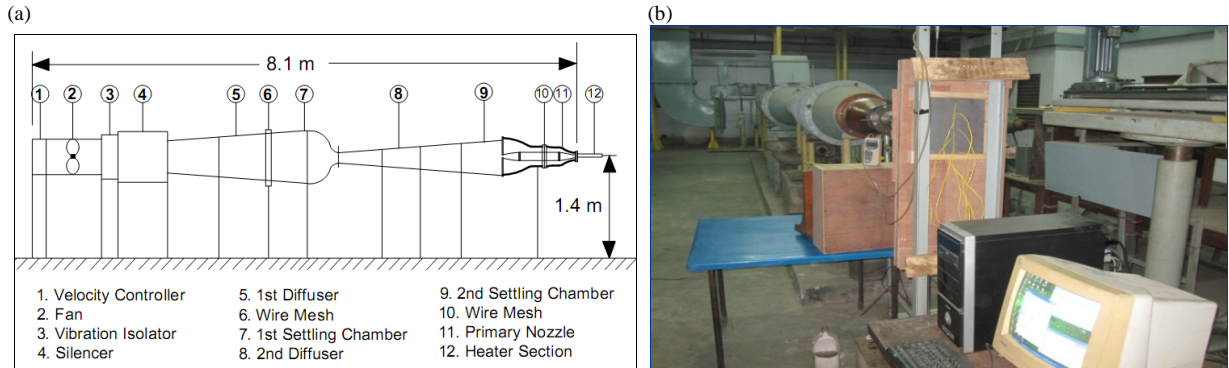 (a)
(b)
8.1 m
1 2 3 4 5 6 7 8 9 10 11 12
1.4 m
1. Velocity Controller
2. Fan
3. Vibration Isolator
4. Silencer
5. 1st Diffuser
6. Wire Mesh
7. 1st Settling Chamber
8. 2nd Diffuser
9. 2nd Settling Chamber
10. Wire Mesh
11. Primary Nozzle
12. Heater Section